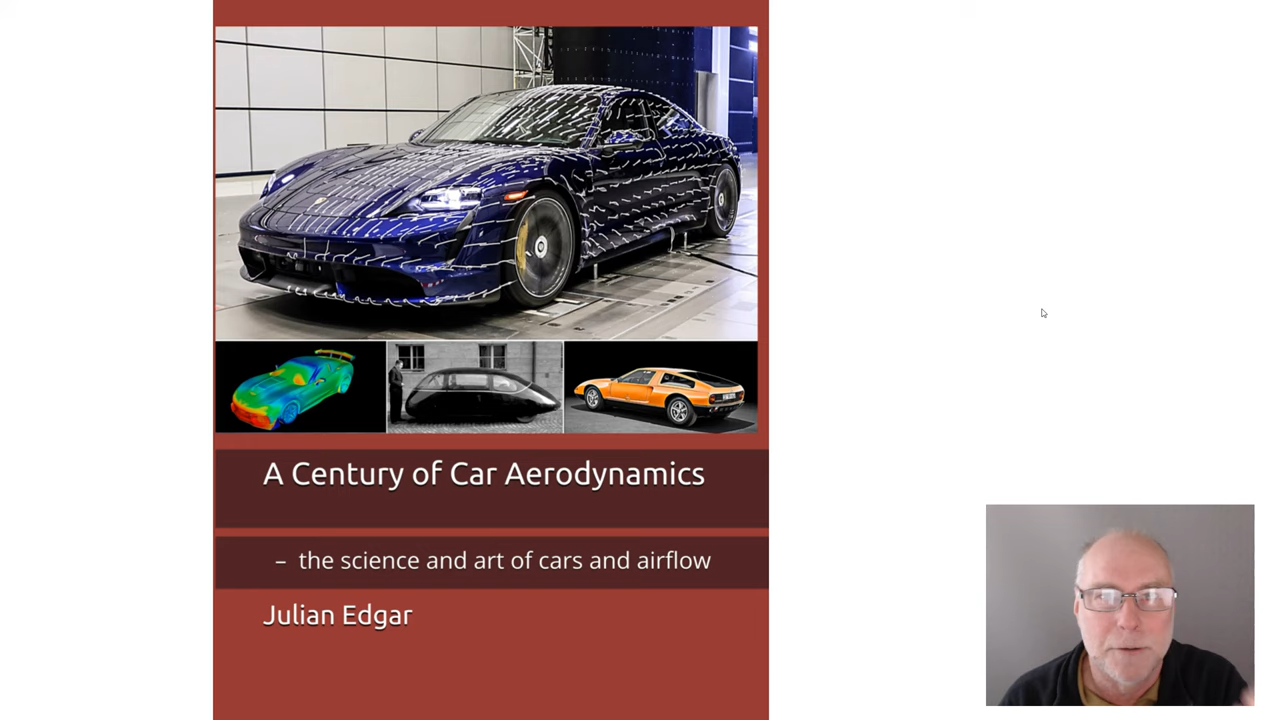 A Century of Car Aerodynamics
– the science and art of cars and airflow
Julian Edgar